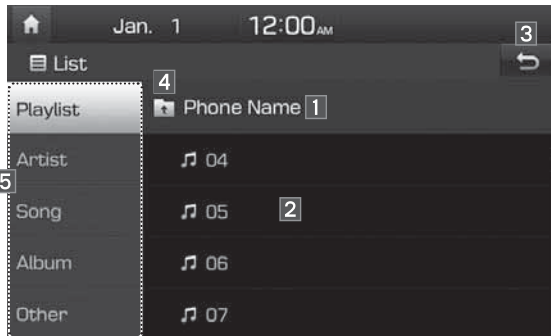 Jan. 1 12:00AM
3
List
4
Playlist Phone Name 1
Artist 04
5
Song 05 2
Album 06
Other 07